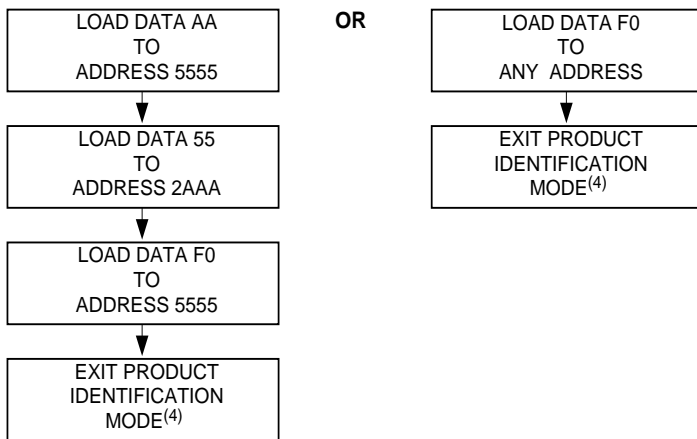 LOAD DATA AA
TO
ADDRESS 5555
LOAD DATA 55
TO
ADDRESS 2AAA
LOAD DATA F0
TO
ADDRESS 5555
EXIT PRODUCT
IDENTIFICATION
MODE(4)
OR
LOAD DATA F0
TO
ANY ADDRESS
EXIT PRODUCT
IDENTIFICATION
MODE(4)